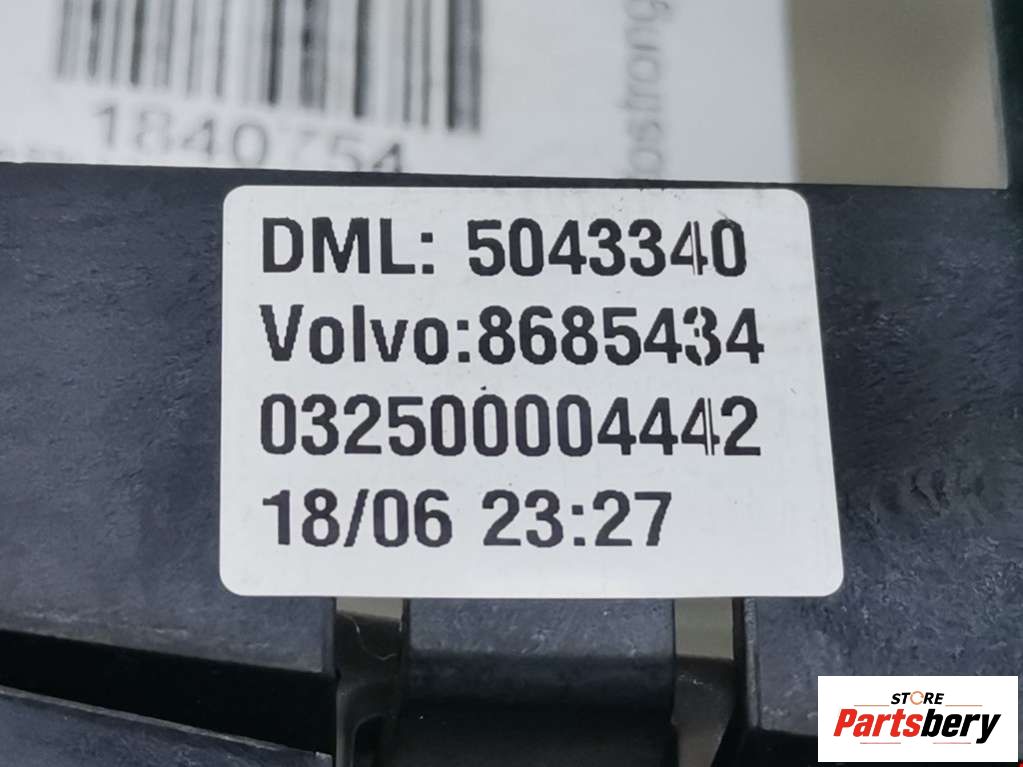 1840754
DML: 5043340
Volvo:8685434
032500004442
18/06 23:27
STORE
Partsbery